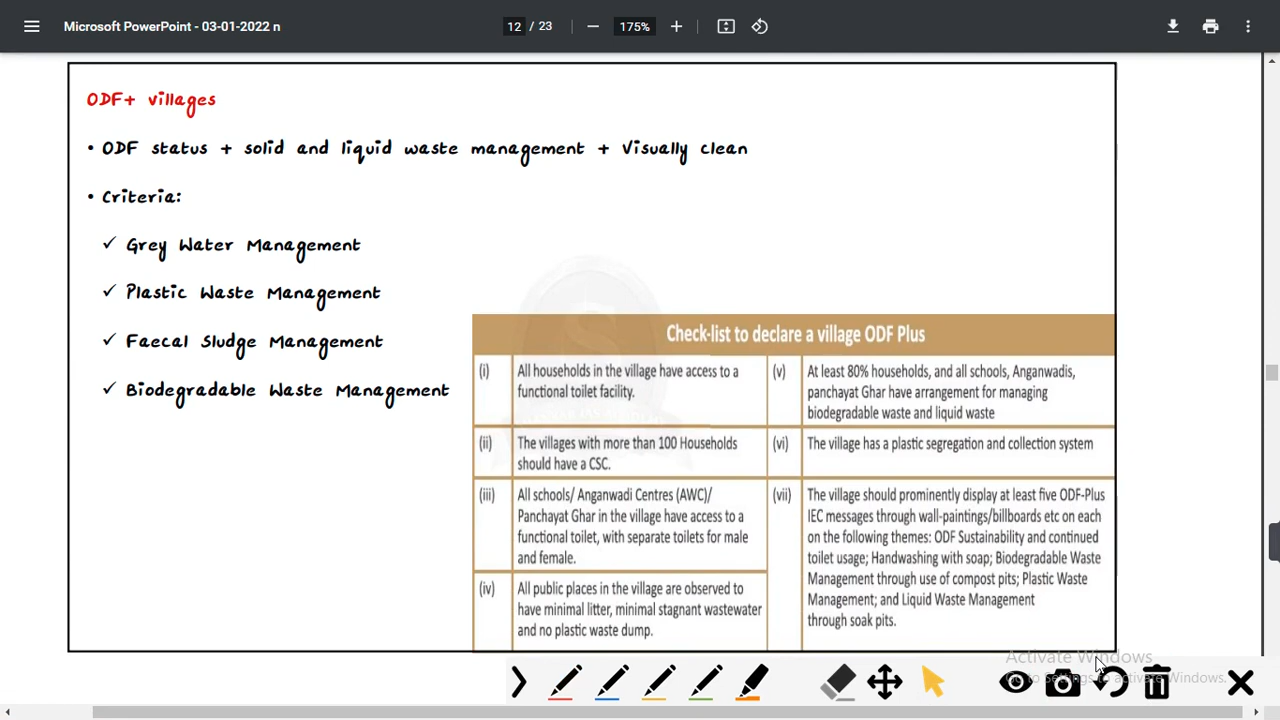 Microsoft PowerPoint - 03-01-2022 n
12 / 23
175%
ODF+ villages
• ODF status + solid and liquid waste management + Visually clean
• Criteria:
✓ Grey Water Management
✓ Plastic Waste Management
✓ Faecal Sludge Management
✓ Biodegradable Waste Management
Check-list to declare a village ODF Plus
(i) All households in the village have access to a
functional toilet facility.
(ii) The villages with more than 100 Households
should have a CSC.
(iii) All schools/ Anganwadi Centres (AWC)/
Panchayat Ghar in the village have access to a
functional toilet, with separate toilets for male
and female.
(iv) All public places in the village are observed to
have minimal litter, minimal stagnant wastewater
and no plastic waste dump.
(v) At least 80% households, and all schools, Anganwadis,
panchayat Ghar have arrangement for managing
biodegradable waste and liquid waste
(vi) The village has a plastic segregation and collection system
(vii) The village should prominently display at least five ODF-Plus
IEC messages through wall-paintings/billboards etc on each
on the following themes: ODF Sustainability and continued
toilet usage; Handwashing with soap; Biodegradable Waste
Management through use of compost pits; Plastic Waste
Management; and Liquid Waste Management
through soak pits.
Activate Windows
Go to Settings to activate Windows.